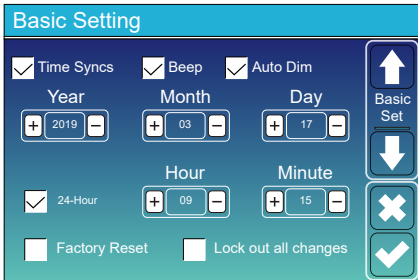 Basic Setting
Time Syncs Beep Auto Dim
Year Month Day
+ 2019 − + 03 − + 17 −
Basic
Set
Hour Minute
24-Hour + 09 − + 15 −
Factory Reset Lock out all changes